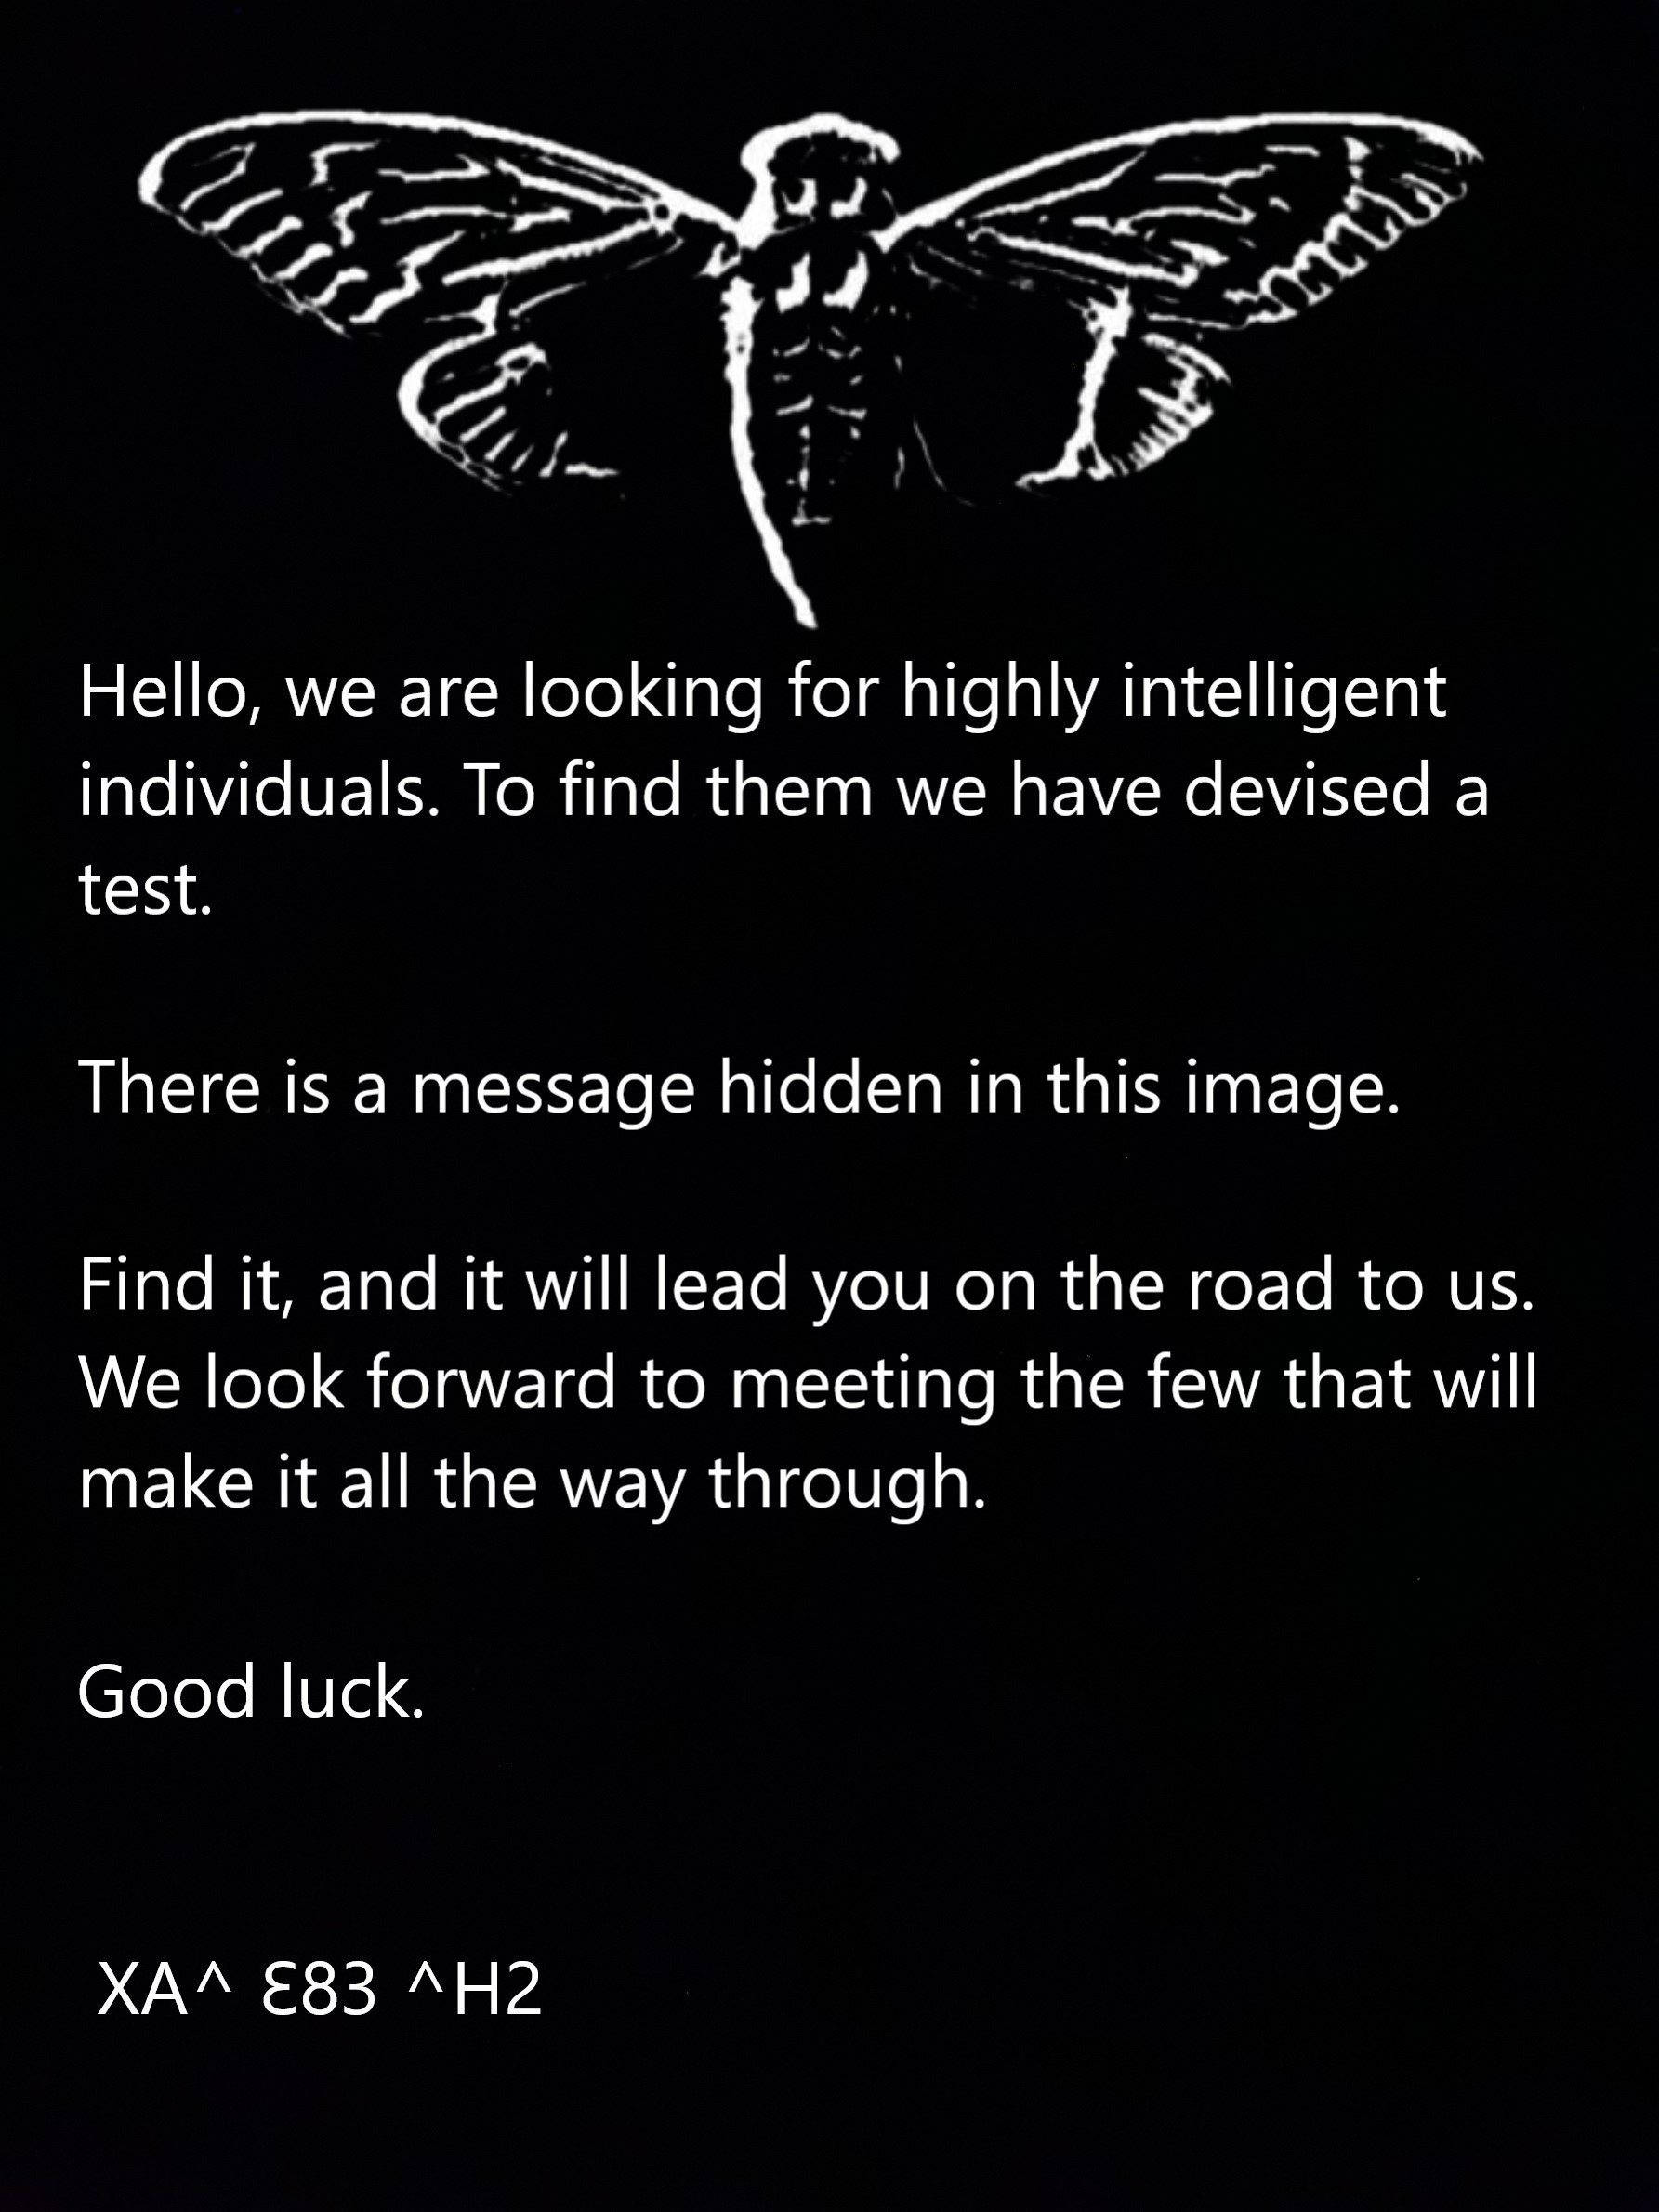 Hello, we are looking for highly intelligent
individuals. To find them we have devised a
test.
There is a message hidden in this image.
Find it, and it will lead you on the road to us.
We look forward to meeting the few that will
make it all the way through.
Good luck.
XA^ Ɛ83 ^H2